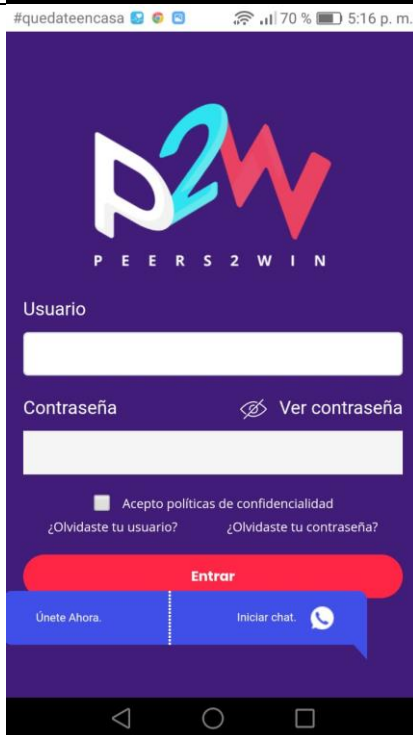 #quedateencasa 70 % 5:16 p. m.
p2W
PEERS2WIN
Usuario
Contraseña Ver contraseña
Acepto políticas de confidencialidad
¿Olvidaste tu usuario? ¿Olvidaste tu contraseña?
Entrar
Únete Ahora. Iniciar chat.